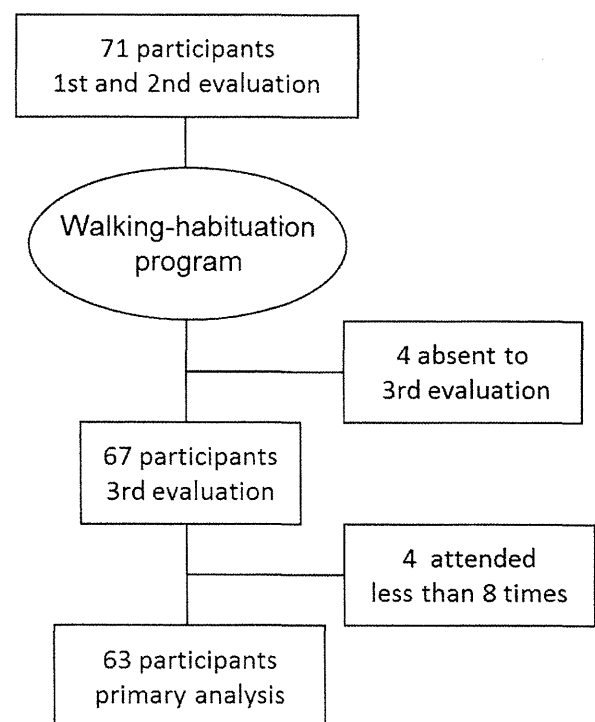 71 participants
1st and 2nd evaluation
Walking-habituation
program
4 absent to
3rd evaluation
67 participants
3rd evaluation
4 attended
less than 8 times
63 participants
primary analysis